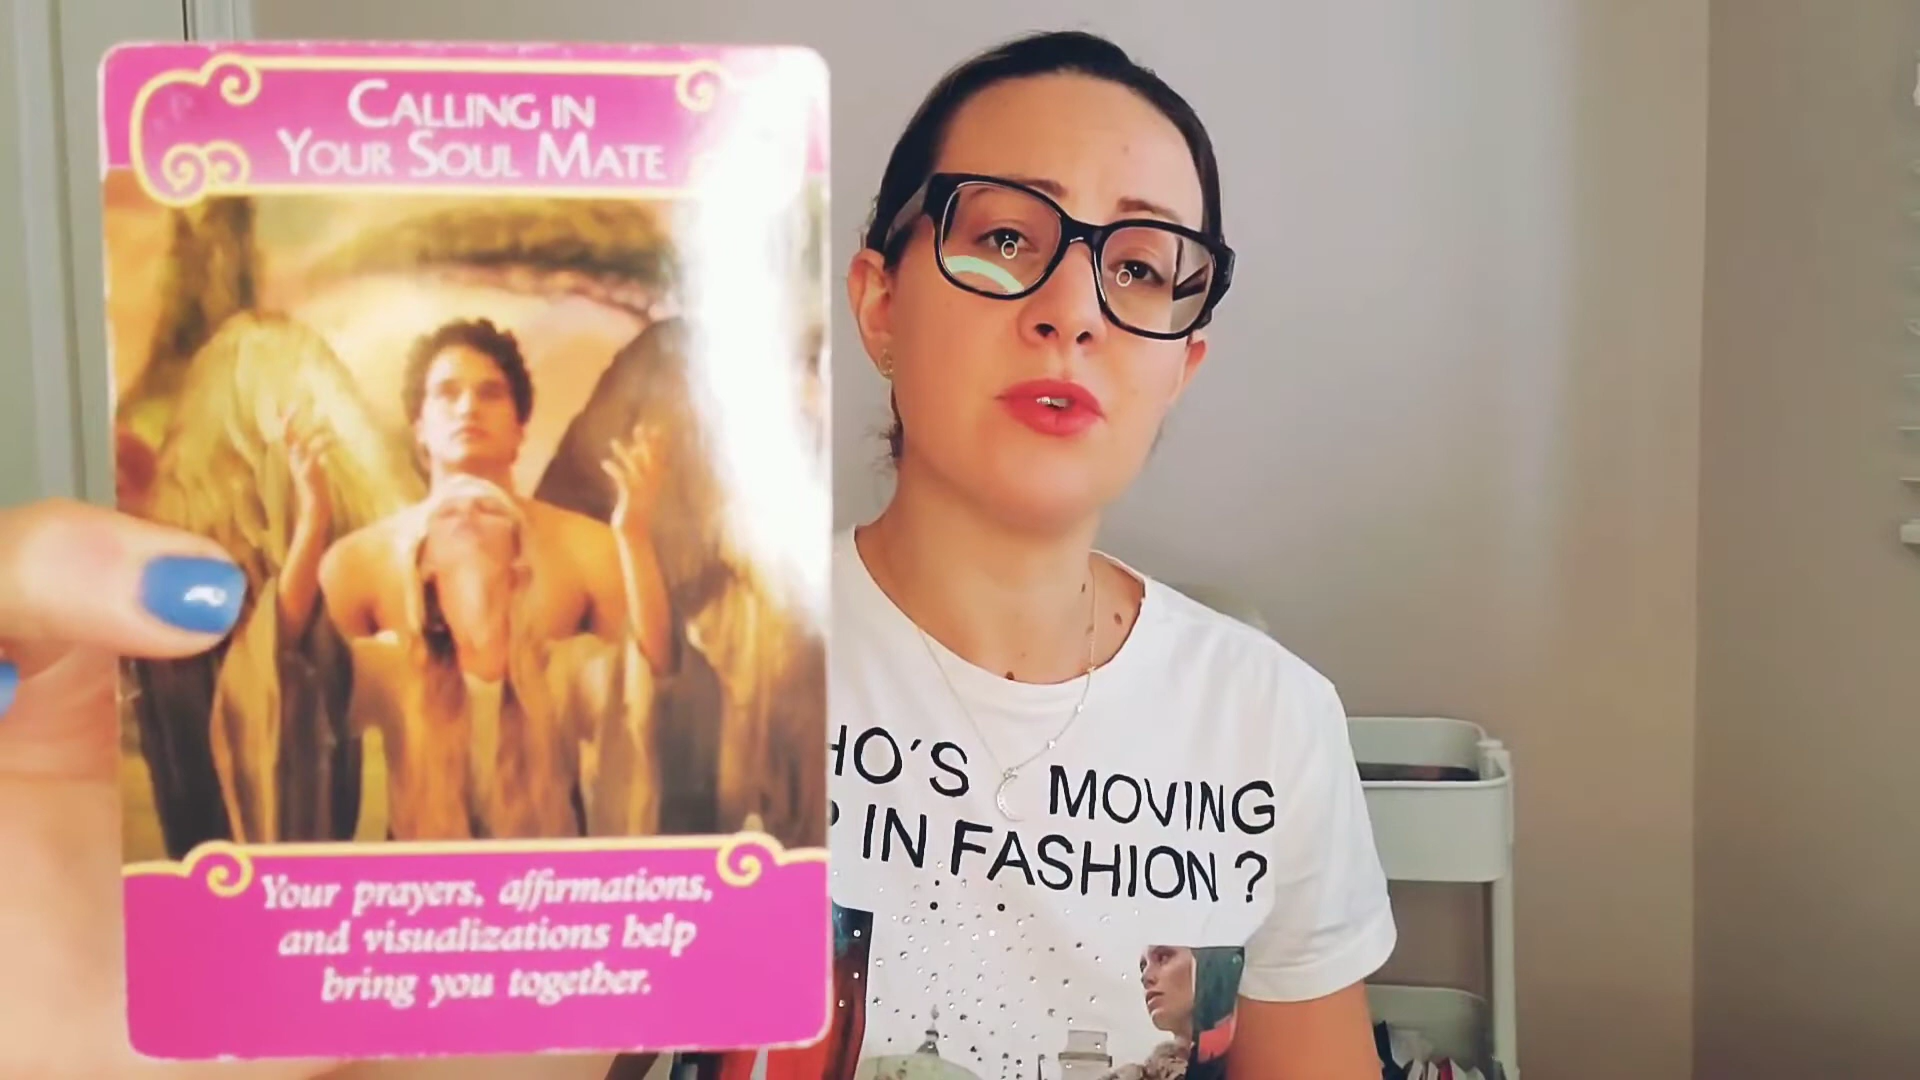 CALLING IN
YOUR SOUL MATE
Your prayers, affirmations,
and visualizations help
bring you together.
HO'S MOVING
IN FASHION?